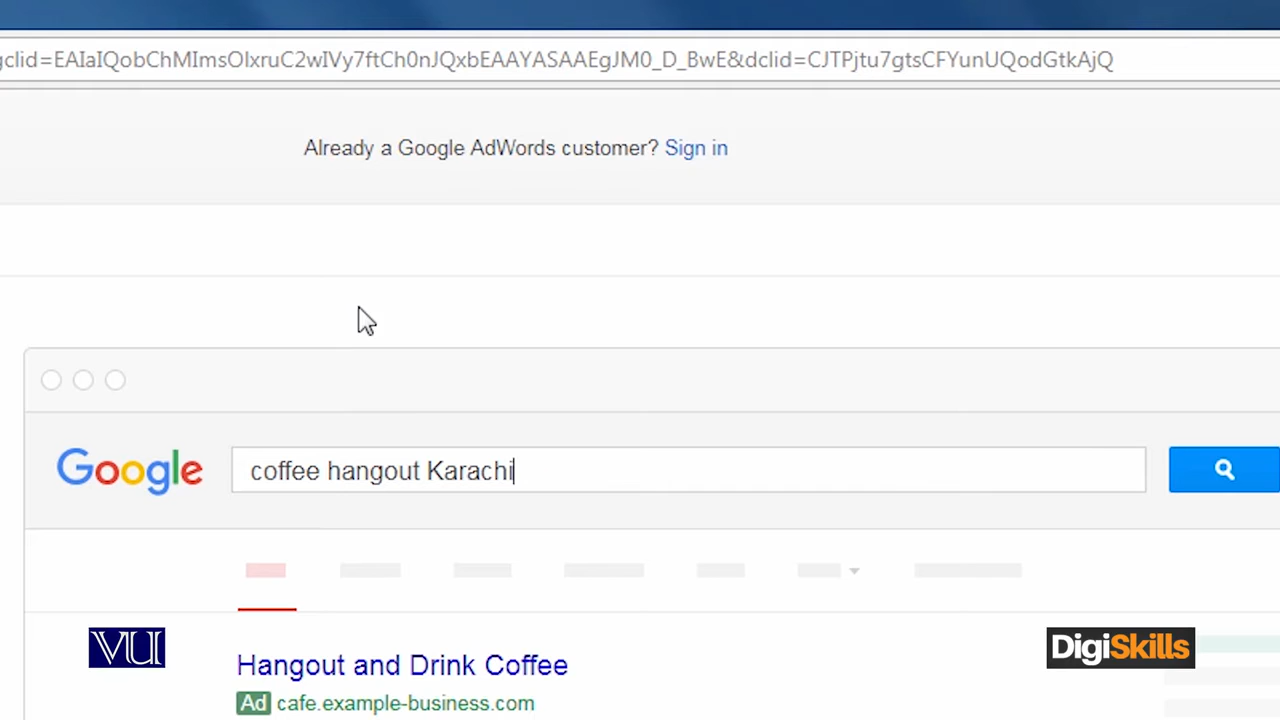 gclid=EAIaIQobChMImsOIxruC2wIVy7ftCh0nJQxbEAAYASAAEgJM0_D_BwE&dclid=CJTPjtu7gtsCFYunUQodGtkAjQ
Already a Google AdWords customer? Sign in
Google coffee hangout Karachi
VU
Hangout and Drink Coffee
DigiSkills
Ad cafe.example-business.com